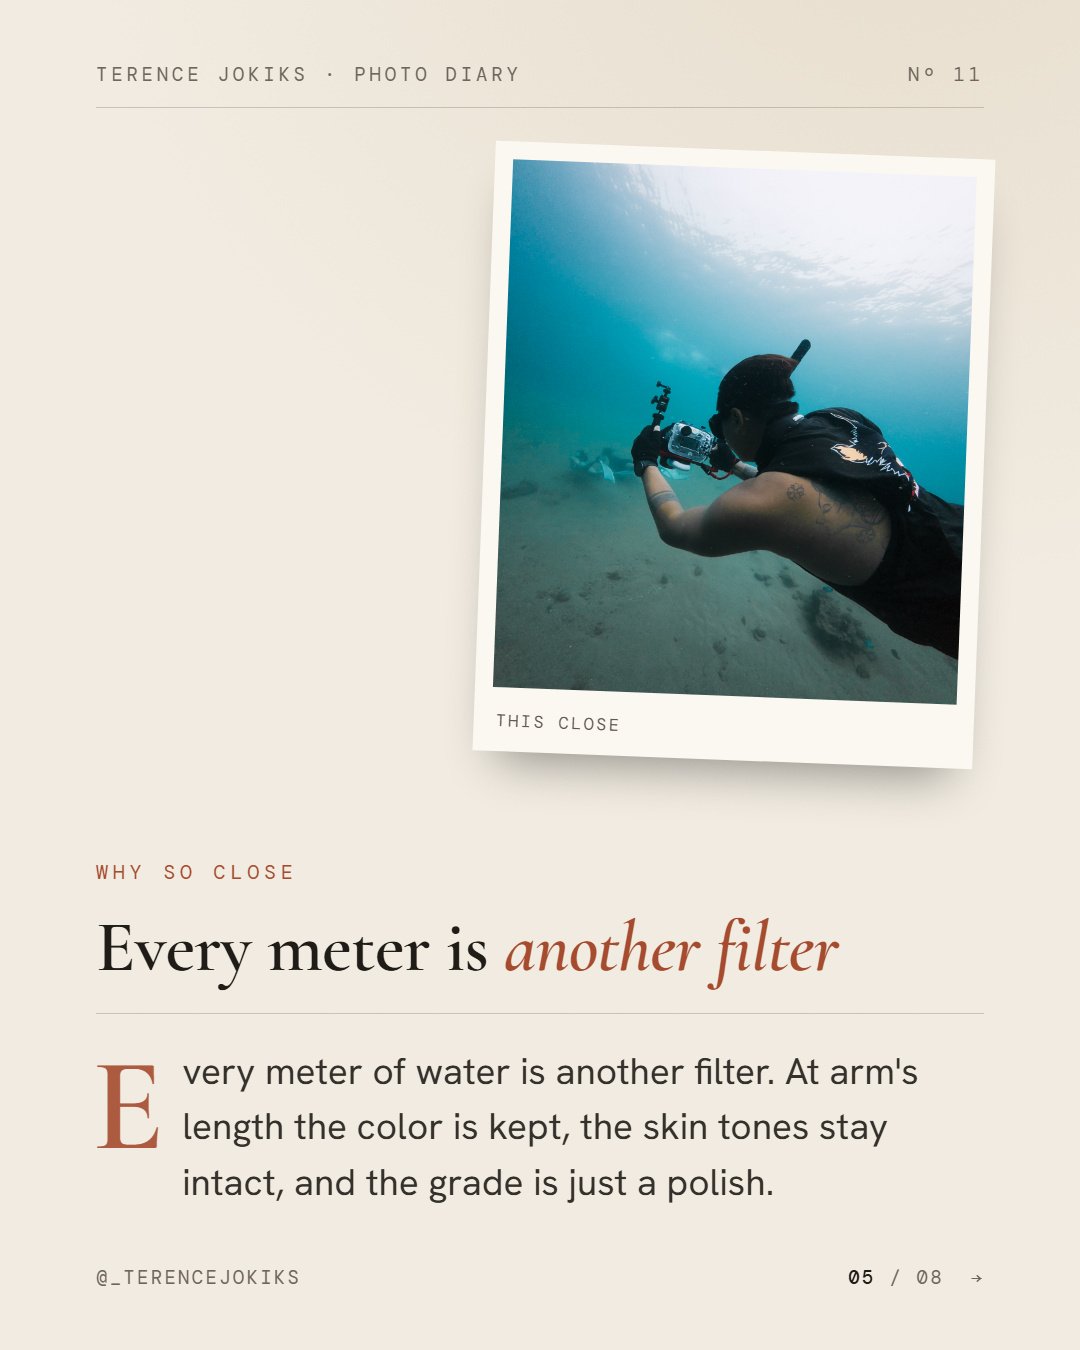 TERENCE JOKIKS · PHOTO DIARY
Nº 11
THIS CLOSE
WHY SO CLOSE
Every meter is another filter
Every meter of water is another filter. At arm's
length the color is kept, the skin tones stay
intact, and the grade is just a polish.
@_TERENCEJOKIKS
05 / 08 →